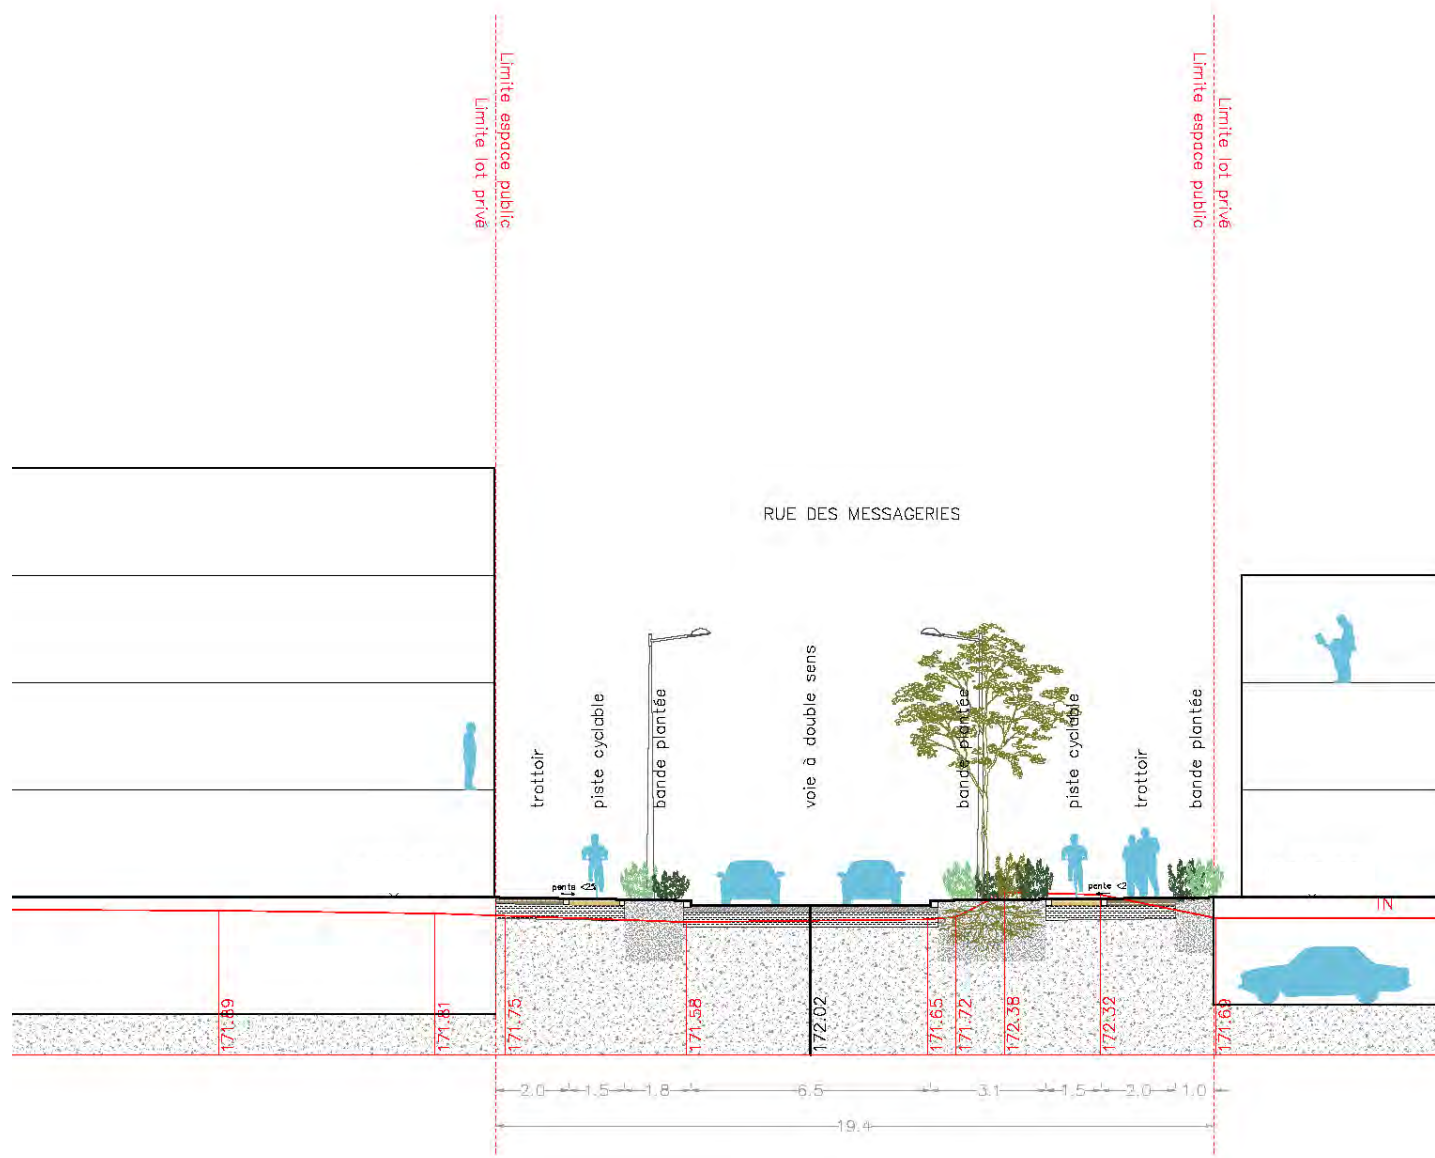 Limite lot privé
Limite espace public
Limite espace public
Limite lot privé
RUE DES MESSAGERIES
trottoir
piste cyclable
bande plantée
voie à double sens
bande plantée
piste cyclable
trottoir
bande plantée
pente <2%
pente <2
IN
171.89
171.81
171.75
171.58
172.02
171.65
171.72
172.38
172.32
171.69
2.0
1.5
1.8
6.5
3.1
1.5
2.0
1.0
19.4